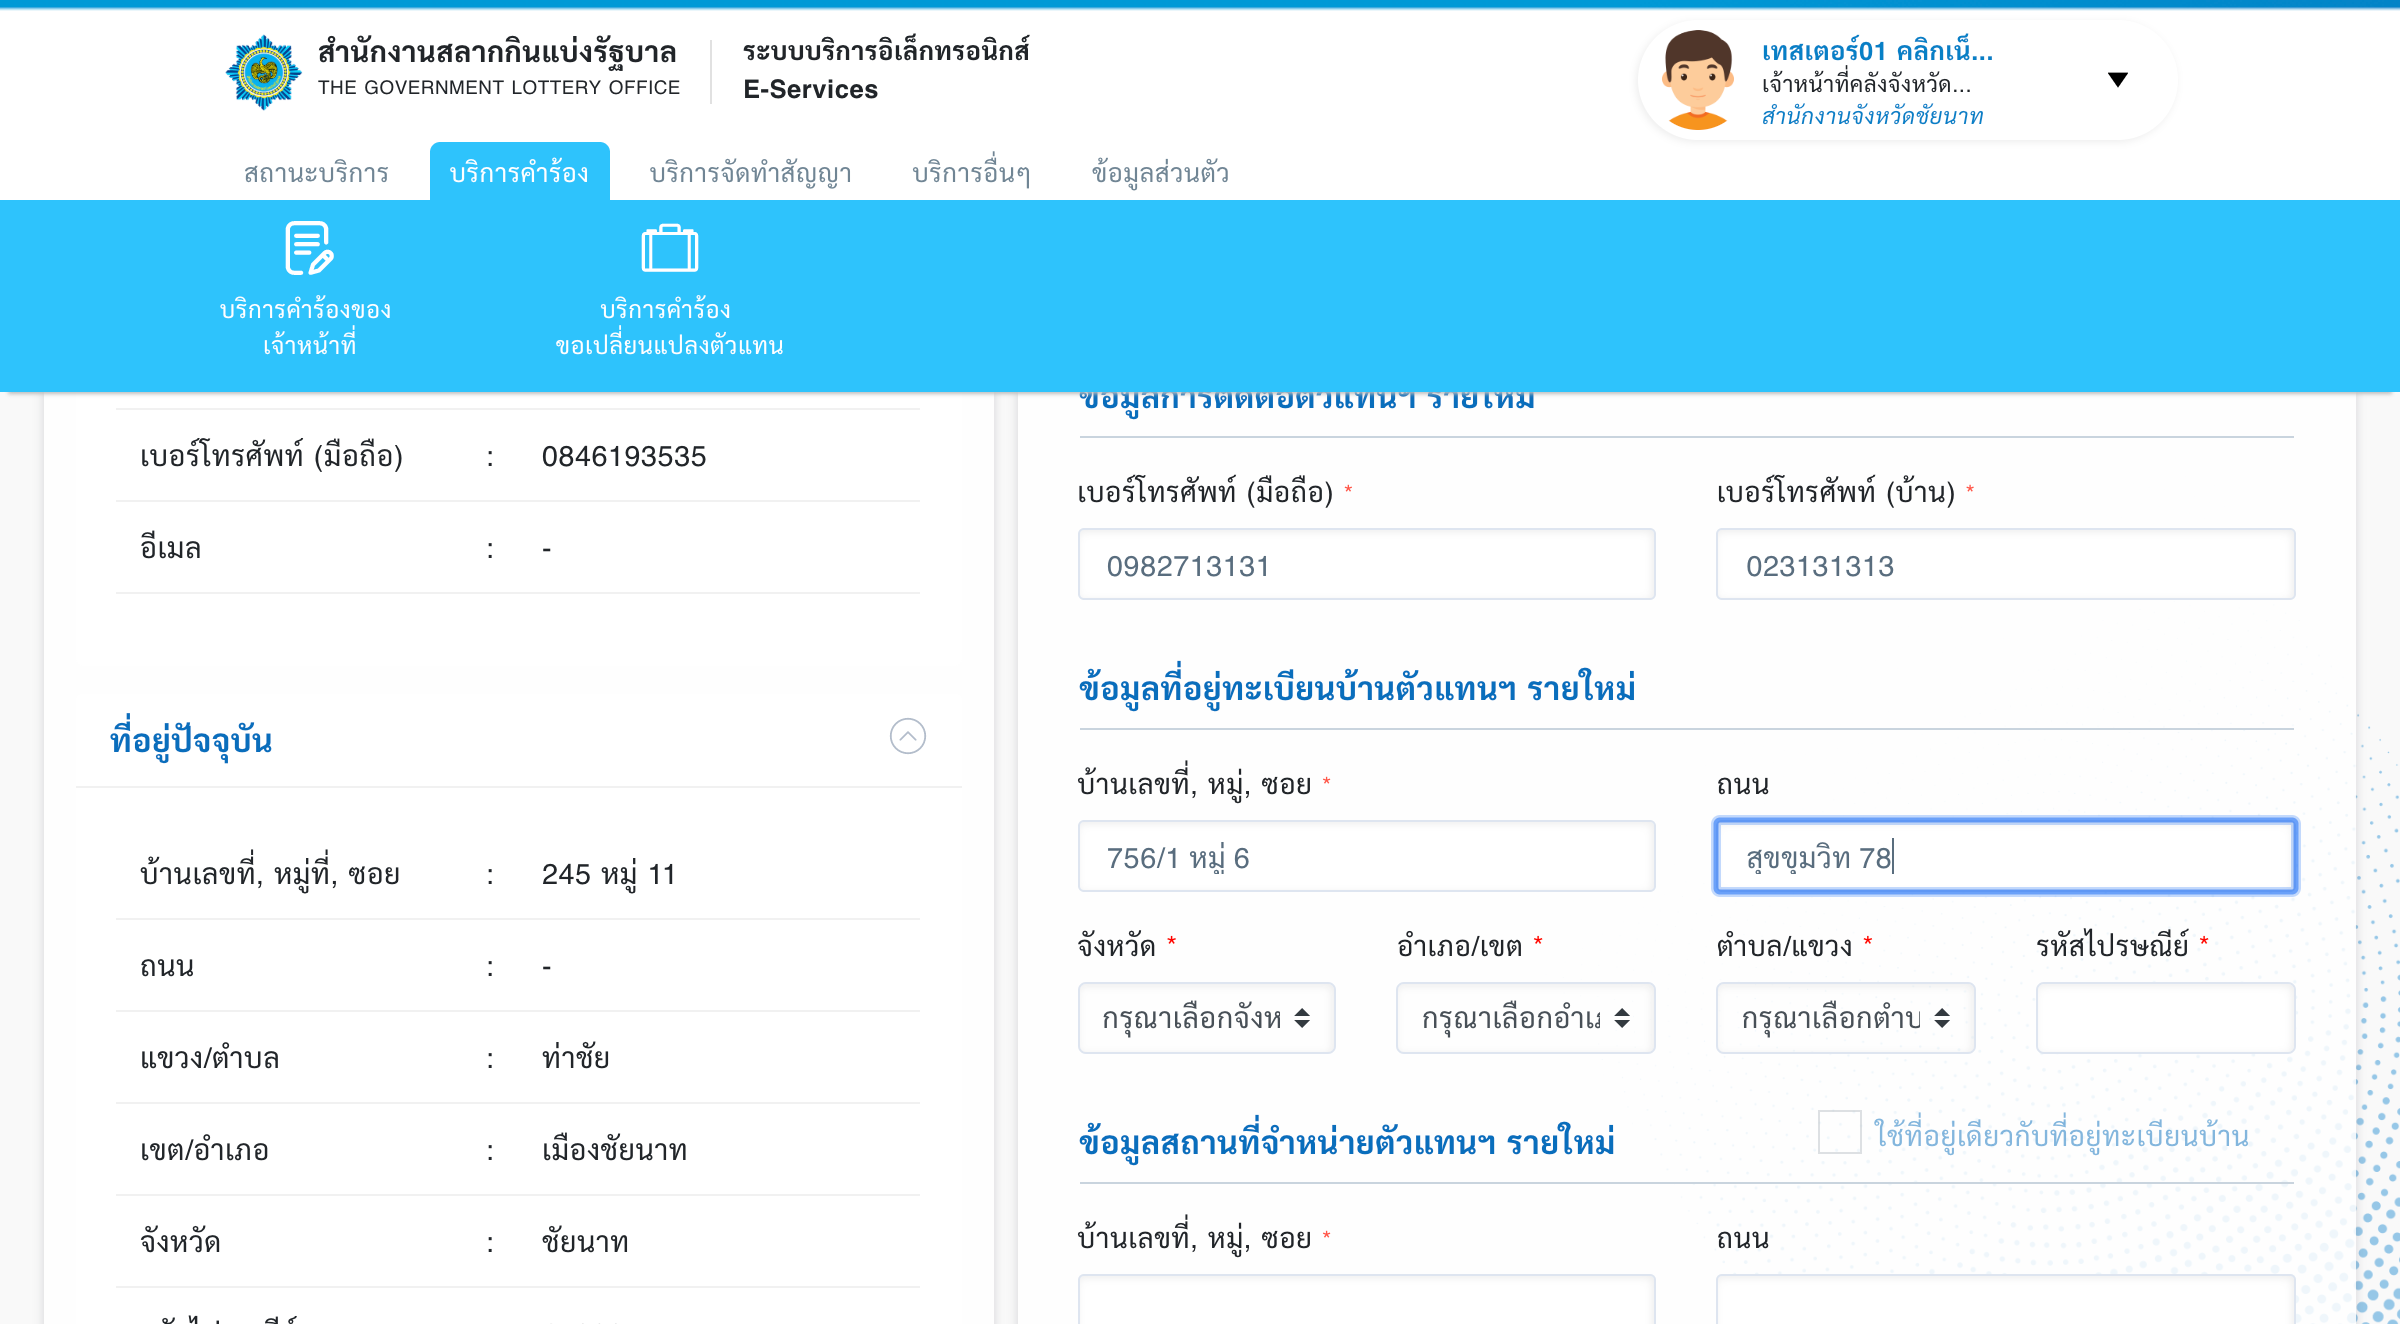 สำนักงานสลากกินแบ่งรัฐบาล
THE GOVERNMENT LOTTERY OFFICE
ระบบบริการอิเล็กทรอนิกส์
E-Services
เทสเตอร์01 คลิกเน็...
เจ้าหน้าที่คลังจังหวัด...
สำนักงานจังหวัดชัยนาท
สถานะบริการ
บริการคำร้อง
บริการจัดทำสัญญา
บริการอื่นๆ
ข้อมูลส่วนตัว
บริการคำร้องของ
เจ้าหน้าที่
บริการคำร้อง
ขอเปลี่ยนแปลงตัวแทน
เบอร์โทรศัพท์ (มือถือ) : 0846193535
อีเมล : -
ที่อยู่ปัจจุบัน
บ้านเลขที่, หมู่ที่, ซอย : 245 หมู่ 11
ถนน : -
แขวง/ตำบล : ท่าชัย
เขต/อำเภอ : เมืองชัยนาท
จังหวัด : ชัยนาท
ข้อมูลการติดต่อตัวแทนฯ รายใหม่
เบอร์โทรศัพท์ (มือถือ) *
เบอร์โทรศัพท์ (บ้าน) *
0982713131
023131313
ข้อมูลที่อยู่ทะเบียนบ้านตัวแทนฯ รายใหม่
บ้านเลขที่, หมู่, ซอย *
ถนน
756/1 หมู่ 6
สุขขุมวิท 78
จังหวัด *
อำเภอ/เขต *
ตำบล/แขวง *
รหัสไปรษณีย์ *
กรุณาเลือกจังห
กรุณาเลือกอำเภ
กรุณาเลือกตำบ
ข้อมูลสถานที่จำหน่ายตัวแทนฯ รายใหม่
ใช้ที่อยู่เดียวกับที่อยู่ทะเบียนบ้าน
บ้านเลขที่, หมู่, ซอย *
ถนน